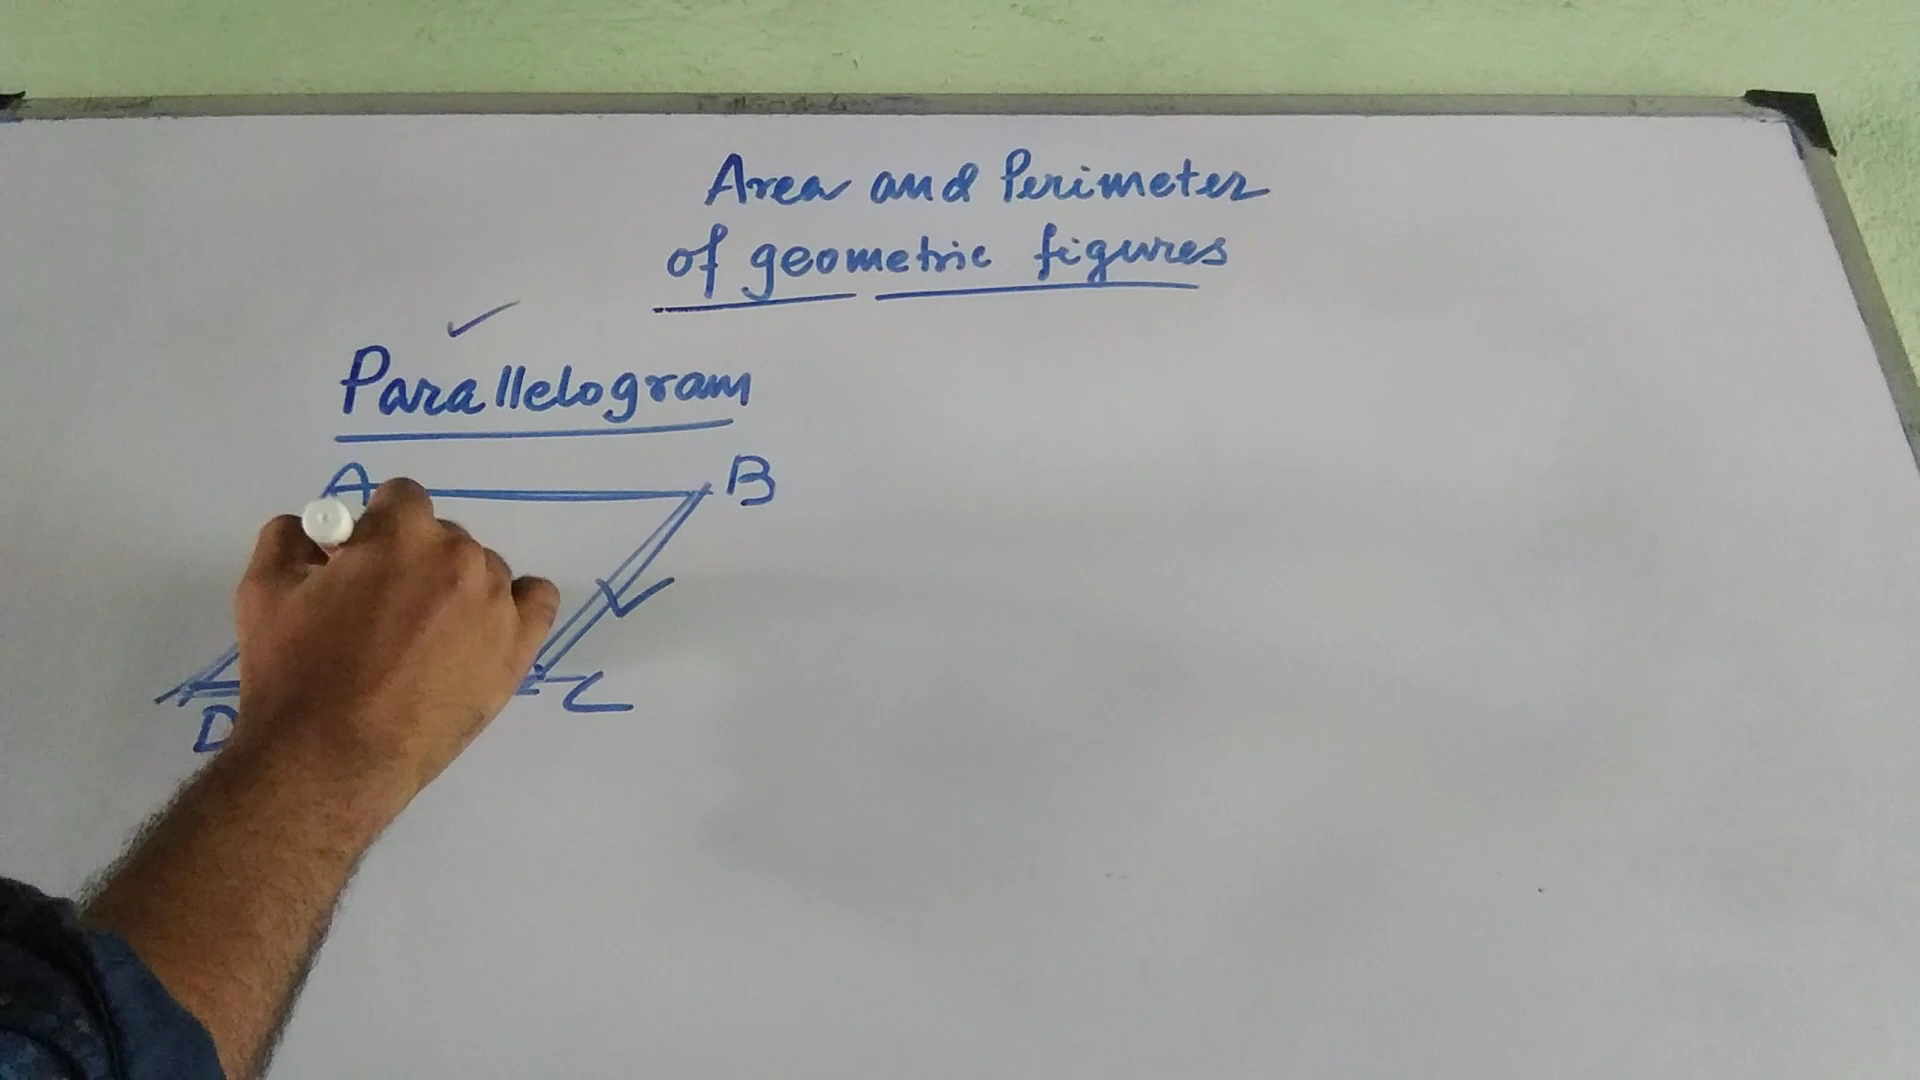 Area and Perimeter
of geometric figures
Parallelogram
A
B
D
C